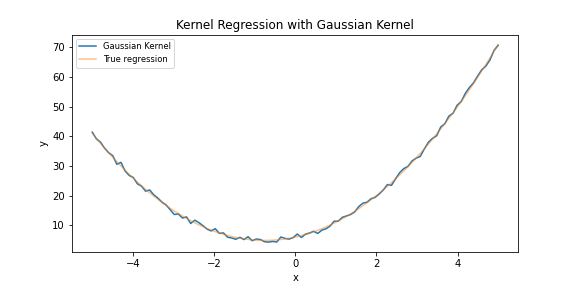 Kernel Regression with Gaussian Kernel
Gaussian Kernel
True regression
70
60
50
40
30
20
10
y
−4
−2
0
2
4
x